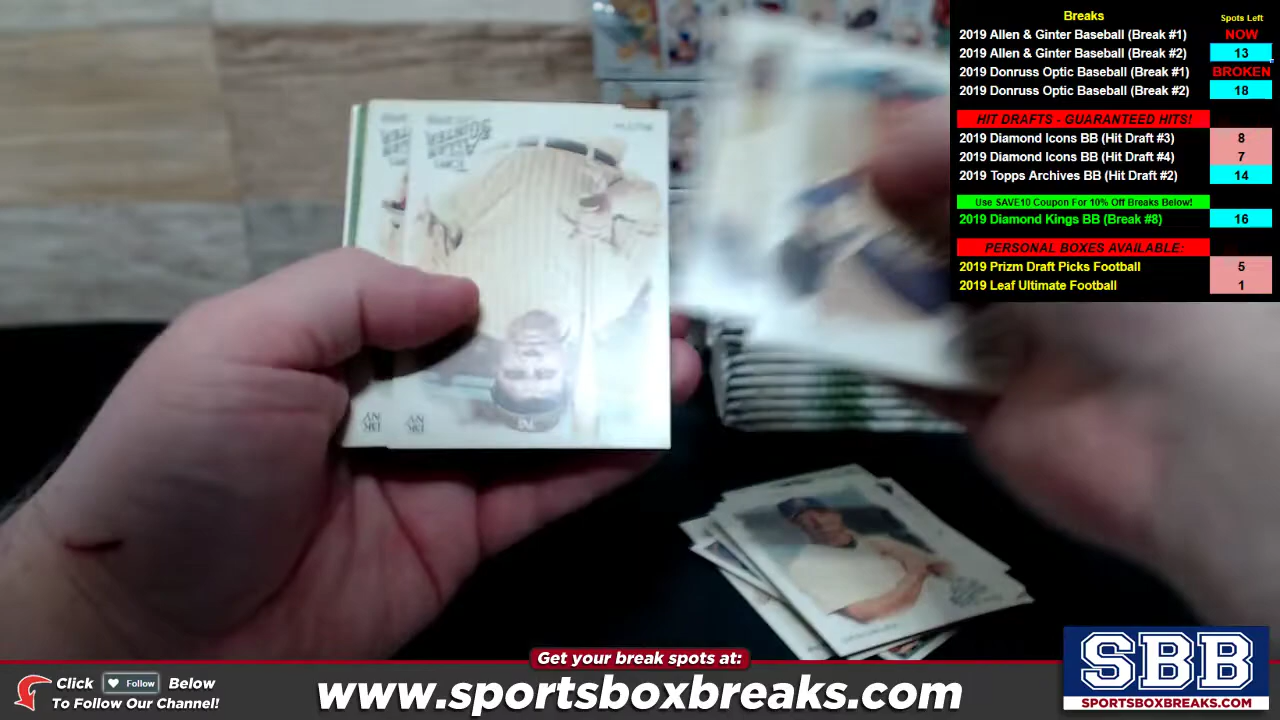 Breaks Spots Left
2019 Allen & Ginter Baseball (Break #1) NOW
2019 Allen & Ginter Baseball (Break #2) 13
2019 Donruss Optic Baseball (Break #1) BROKEN
2019 Donruss Optic Baseball (Break #2) 18
HIT DRAFTS - GUARANTEED HITS!
2019 Diamond Icons BB (Hit Draft #3) 8
2019 Diamond Icons BB (Hit Draft #4) 7
2019 Topps Archives BB (Hit Draft #2) 14
Use SAVE10 Coupon For 10% Off Breaks Below!
2019 Diamond Kings BB (Break #8) 16
PERSONAL BOXES AVAILABLE:
2019 Prizm Draft Picks Football 5
2019 Leaf Ultimate Football 1
Get your break spots at:
Click Follow Below
To Follow Our Channel!
www.sportsboxbreaks.com
SBB
SPORTSBOXBREAKS.COM